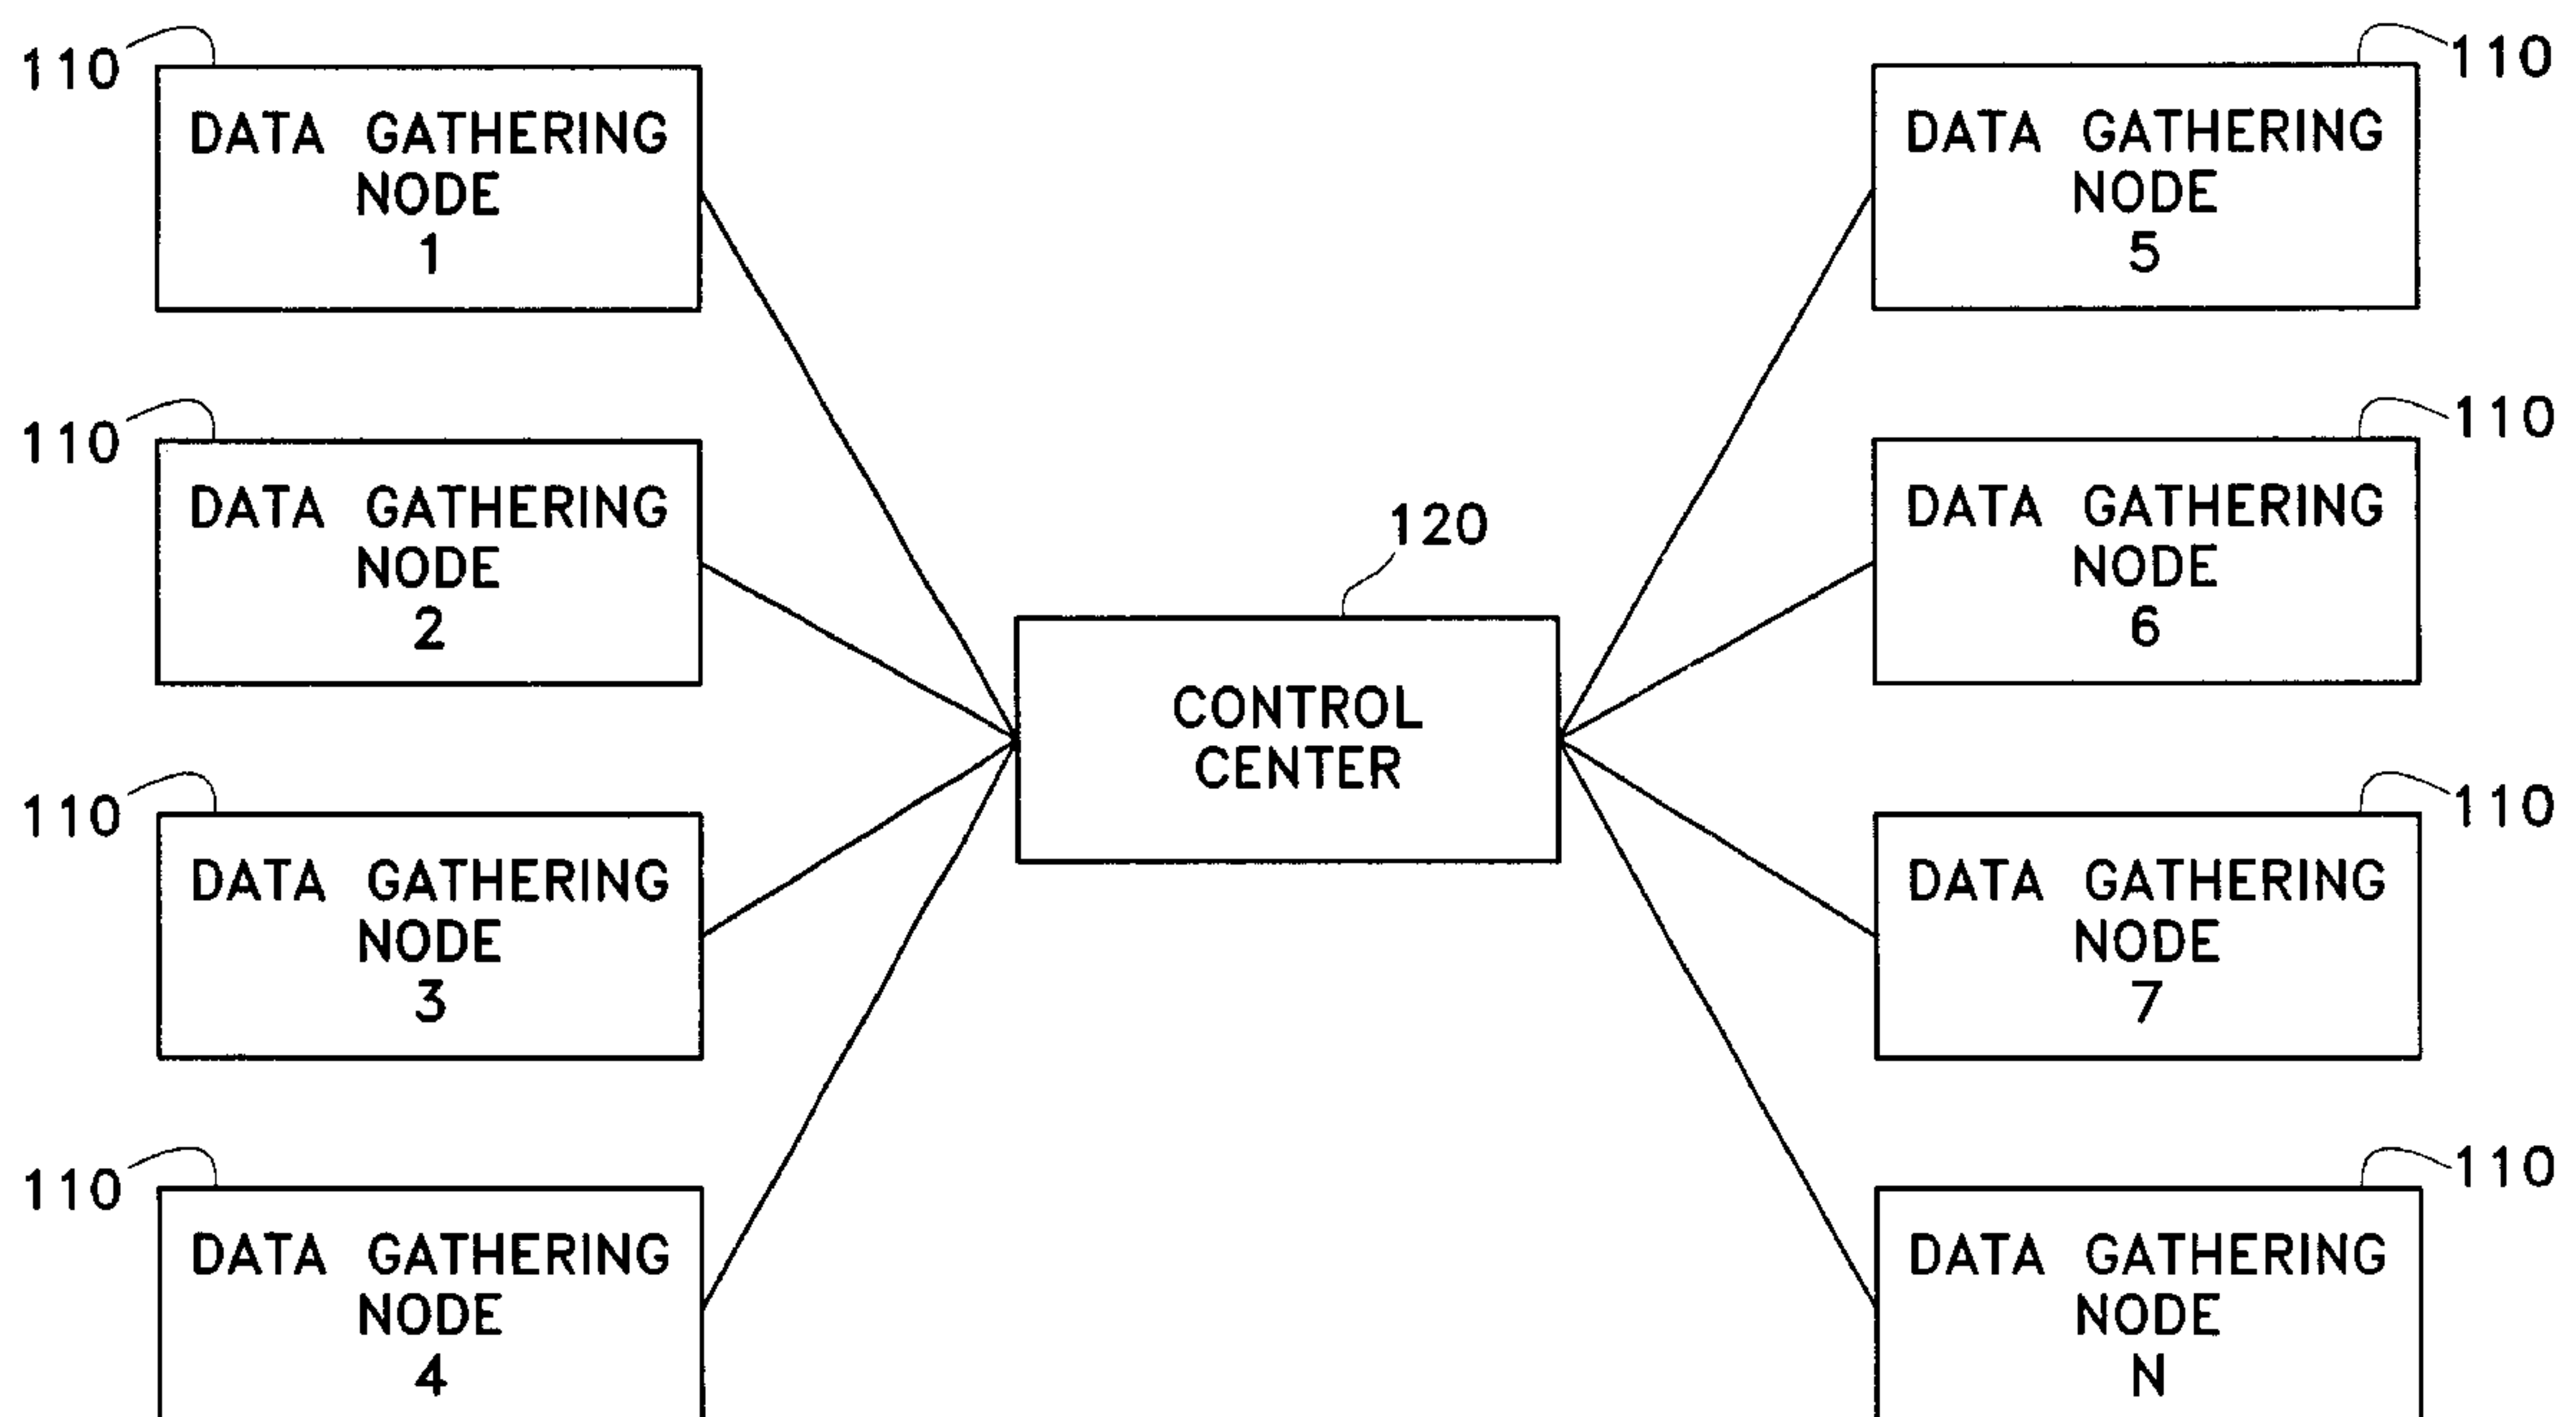 110
DATA GATHERING
NODE
1
110
DATA GATHERING
NODE
2
110
DATA GATHERING
NODE
3
110
DATA GATHERING
NODE
4
120
CONTROL
CENTER
110
DATA GATHERING
NODE
5
110
DATA GATHERING
NODE
6
110
DATA GATHERING
NODE
7
110
DATA GATHERING
NODE
N